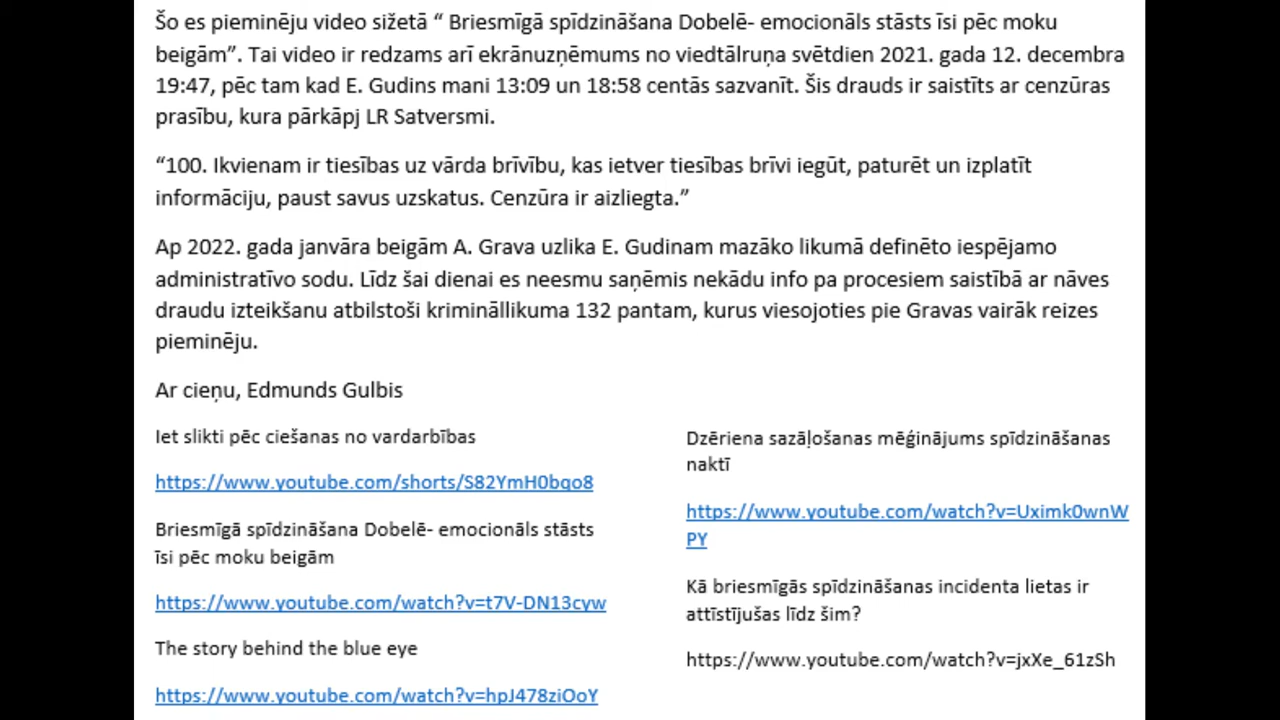 Šo es pieminēju video sižetā “ Briesmīgā spīdzināšana Dobelē- emocionāls stāsts īsi pēc moku
beigām”. Tai video ir redzams arī ekrānuzņēmums no viedtālruņa svētdien 2021. gada 12. decembra
19:47, pēc tam kad E. Gudins mani 13:09 un 18:58 centās sazvanīt. Šis drauds ir saistīts ar cenzūras
prasību, kura pārkāpj LR Satversmi.
“100. Ikvienam ir tiesības uz vārda brīvību, kas ietver tiesības brīvi iegūt, paturēt un izplatīt
informāciju, paust savus uzskatus. Cenzūra ir aizliegta.”
Ap 2022. gada janvāra beigām A. Grava uzlika E. Gudinam mazāko likumā definēto iespējamo
administratīvo sodu. Līdz šai dienai es neesmu saņēmis nekādu info pa procesiem saistībā ar nāves
draudu izteikšanu atbilstoši krimināllikuma 132 pantam, kurus viesojoties pie Gravas vairāk reizes
pieminēju.
Ar cieņu, Edmunds Gulbis
Iet slikti pēc ciešanas no vardarbības
https://www.youtube.com/shorts/S82YmH0bqo8
Briesmīgā spīdzināšana Dobelē- emocionāls stāsts
īsi pēc moku beigām
https://www.youtube.com/watch?v=t7V-DN13cyw
The story behind the blue eye
https://www.youtube.com/watch?v=hpJ478ziOoY
Dzēriena sazāļošanas mēģinājums spīdzināšanas
naktī
https://www.youtube.com/watch?v=Uximk0wnW
PY
Kā briesmīgās spīdzināšanas incidenta lietas ir
attīstījušas līdz šim?
https://www.youtube.com/watch?v=jxXe_61zSh